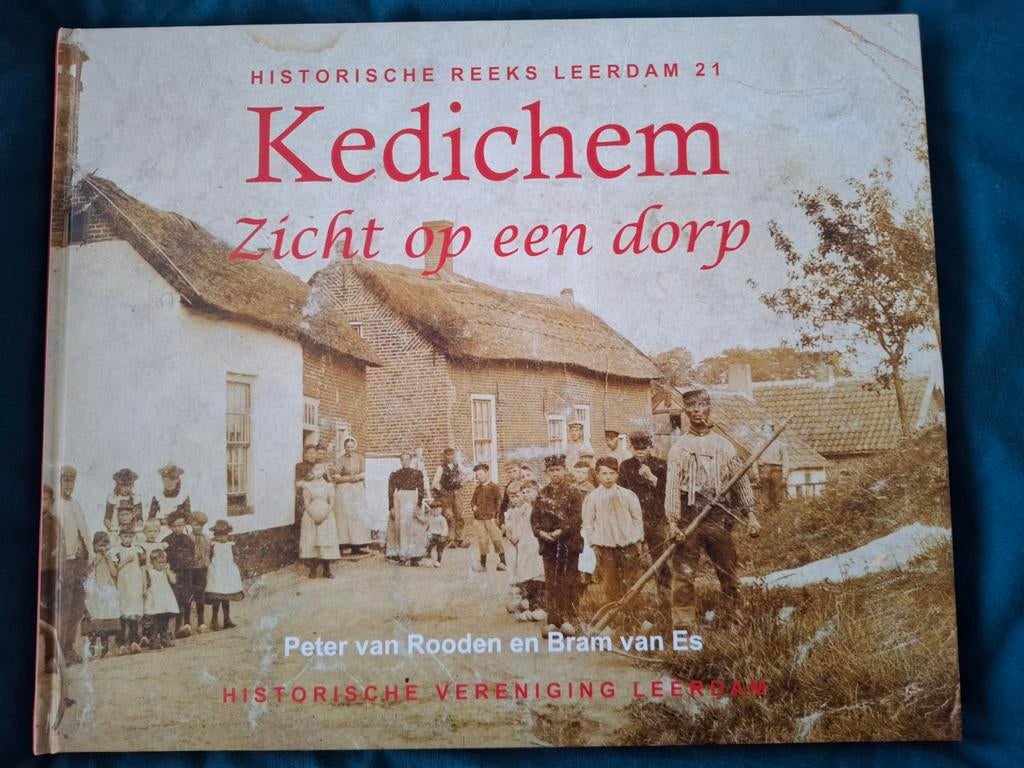 HISTORISCHE REEKS LEERDAM 21
Kedichem
Zicht op een dorp
Peter van Rooden en Bram van Es
HISTORISCHE VERENIGING LEERDAM